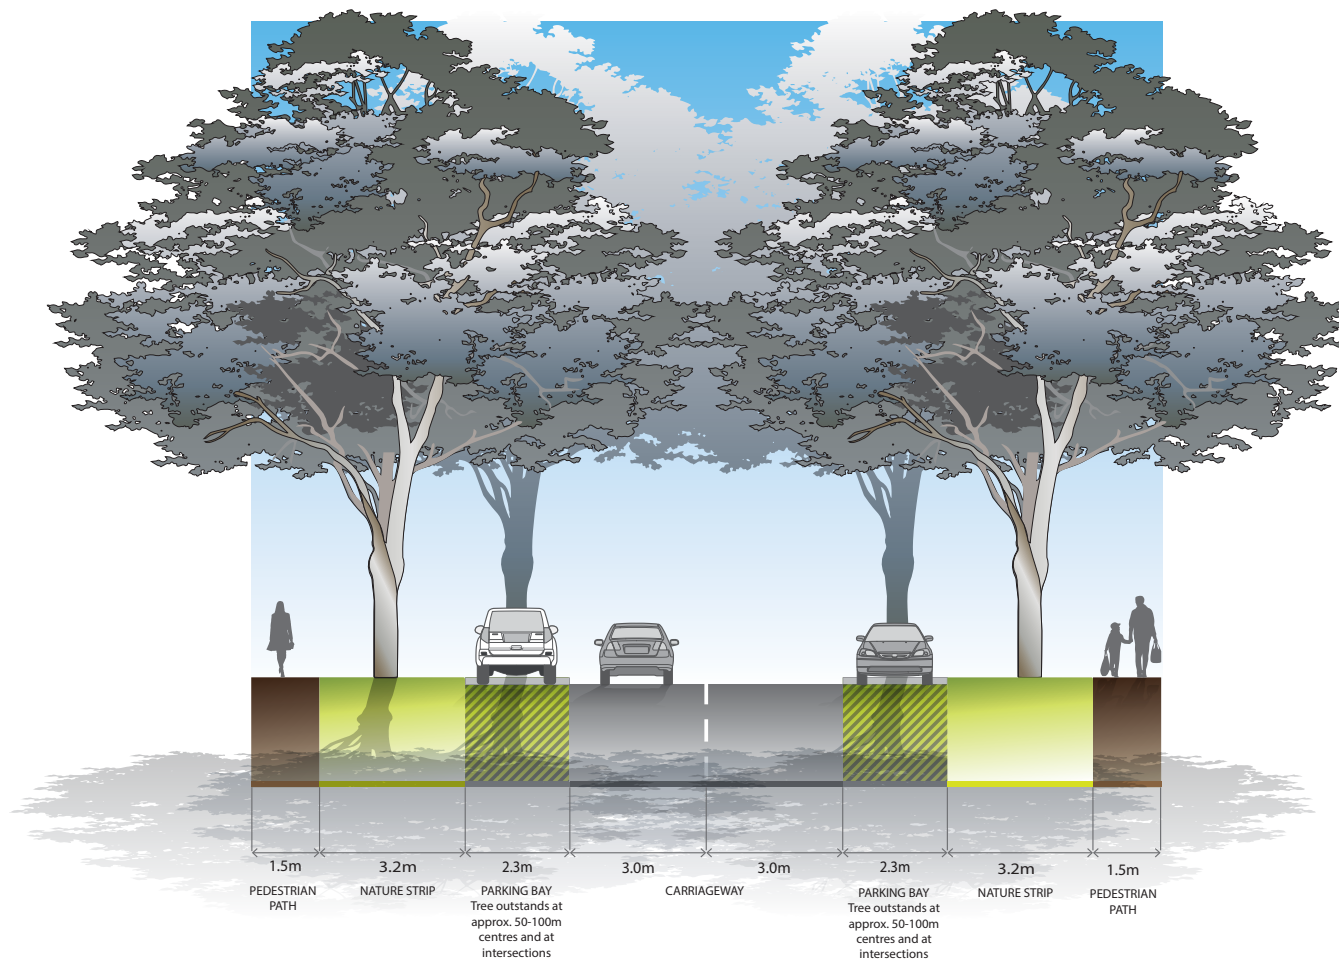 1.5m
3.2m
2.3m
3.0m
3.0m
2.3m
3.2m
1.5m
PEDESTRIAN
PATH
NATURE STRIP
PARKING BAY
Tree outstands at
approx. 50-100m
centres and at
intersections
CARRIAGEWAY
PARKING BAY
Tree outstands at
approx. 50-100m
centres and at
intersections
NATURE STRIP
PEDESTRIAN
PATH